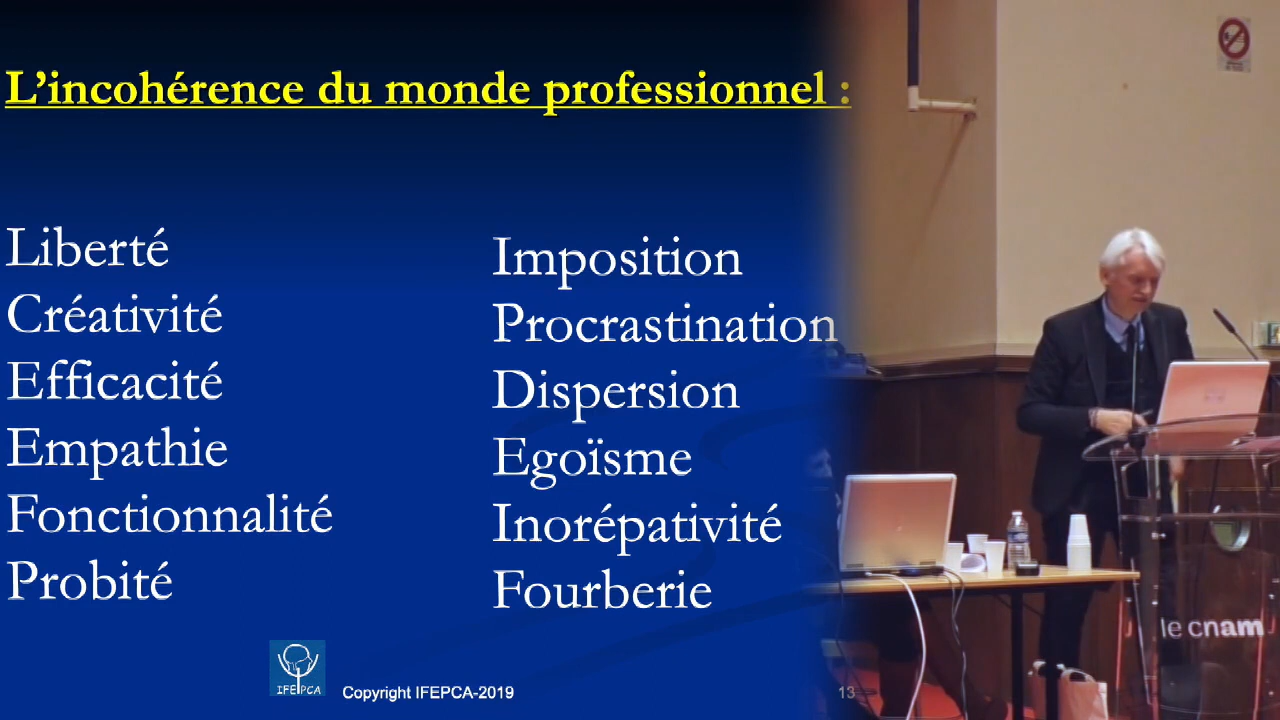 L'incohérence du monde professionnel :
Liberté
Créativité
Efficacité
Empathie
Fonctionnalité
Probité
Imposition
Procrastination
Dispersion
Egoïsme
Inorépativité
Fourberie
IFEPCA
Copyright IFEPCA-2019
13
le cnam